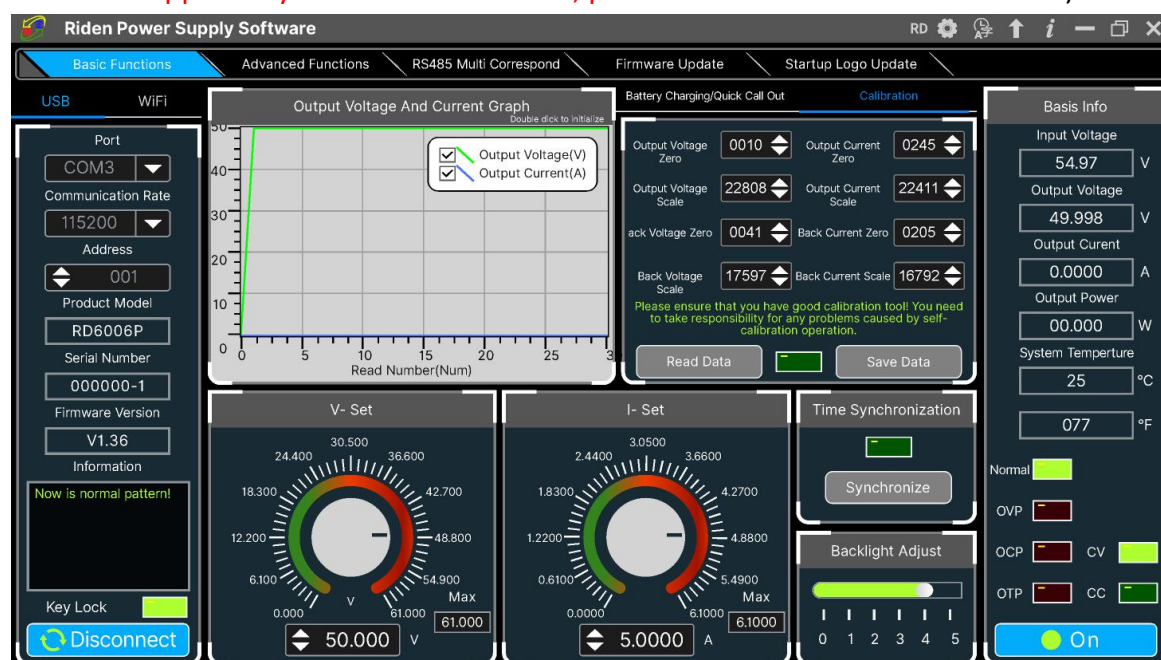 Riden Power Supply Software
RD
Basic Functions
Advanced Functions
RS485 Multi Correspond
Firmware Update
Startup Logo Update
USB
WiFi
Port
COM3
Communication Rate
115200
Address
001
Product Model
RD6006P
Serial Number
000000-1
Firmware Version
V1.36
Information
Now is normal pattern!
Key Lock
Disconnect
Output Voltage And Current Graph
Double click to initialize
Output Voltage(V)
Output Current(A)
50
40
30
20
10
0
0 5 10 15 20 25 3
Read Number(Num)
Battery Charging/Quick Call Out
Calibration
Output Voltage Zero
0010
Output Current Zero
0245
Output Voltage Scale
22808
Output Current Scale
22411
ack Voltage Zero
0041
Back Current Zero
0205
Back Voltage Scale
17597
Back Current Scale
16792
Please ensure that you have good calibration tool! You need
to take responsibility for any problems caused by self-
calibration operation.
Read Data
Save Data
V- Set
30.500
24.400
36.600
18.300
42.700
12.200
48.800
6.100
54.900
0.000
V
61.000
Max
61.000
50.000 V
I- Set
3.0500
2.4400
3.6600
1.8300
4.2700
1.2200
4.8800
0.6100
5.4900
0.0000
A
6.1000
Max
6.1000
5.0000 A
Time Synchronization
Synchronize
Backlight Adjust
0 1 2 3 4 5
Basis Info
Input Voltage
54.97 V
Output Voltage
49.998 V
Output Curent
0.0000 A
Output Power
00.000 W
System Temperture
25 °C
077 °F
Normal
OVP
OCP
CV
OTP
CC
On